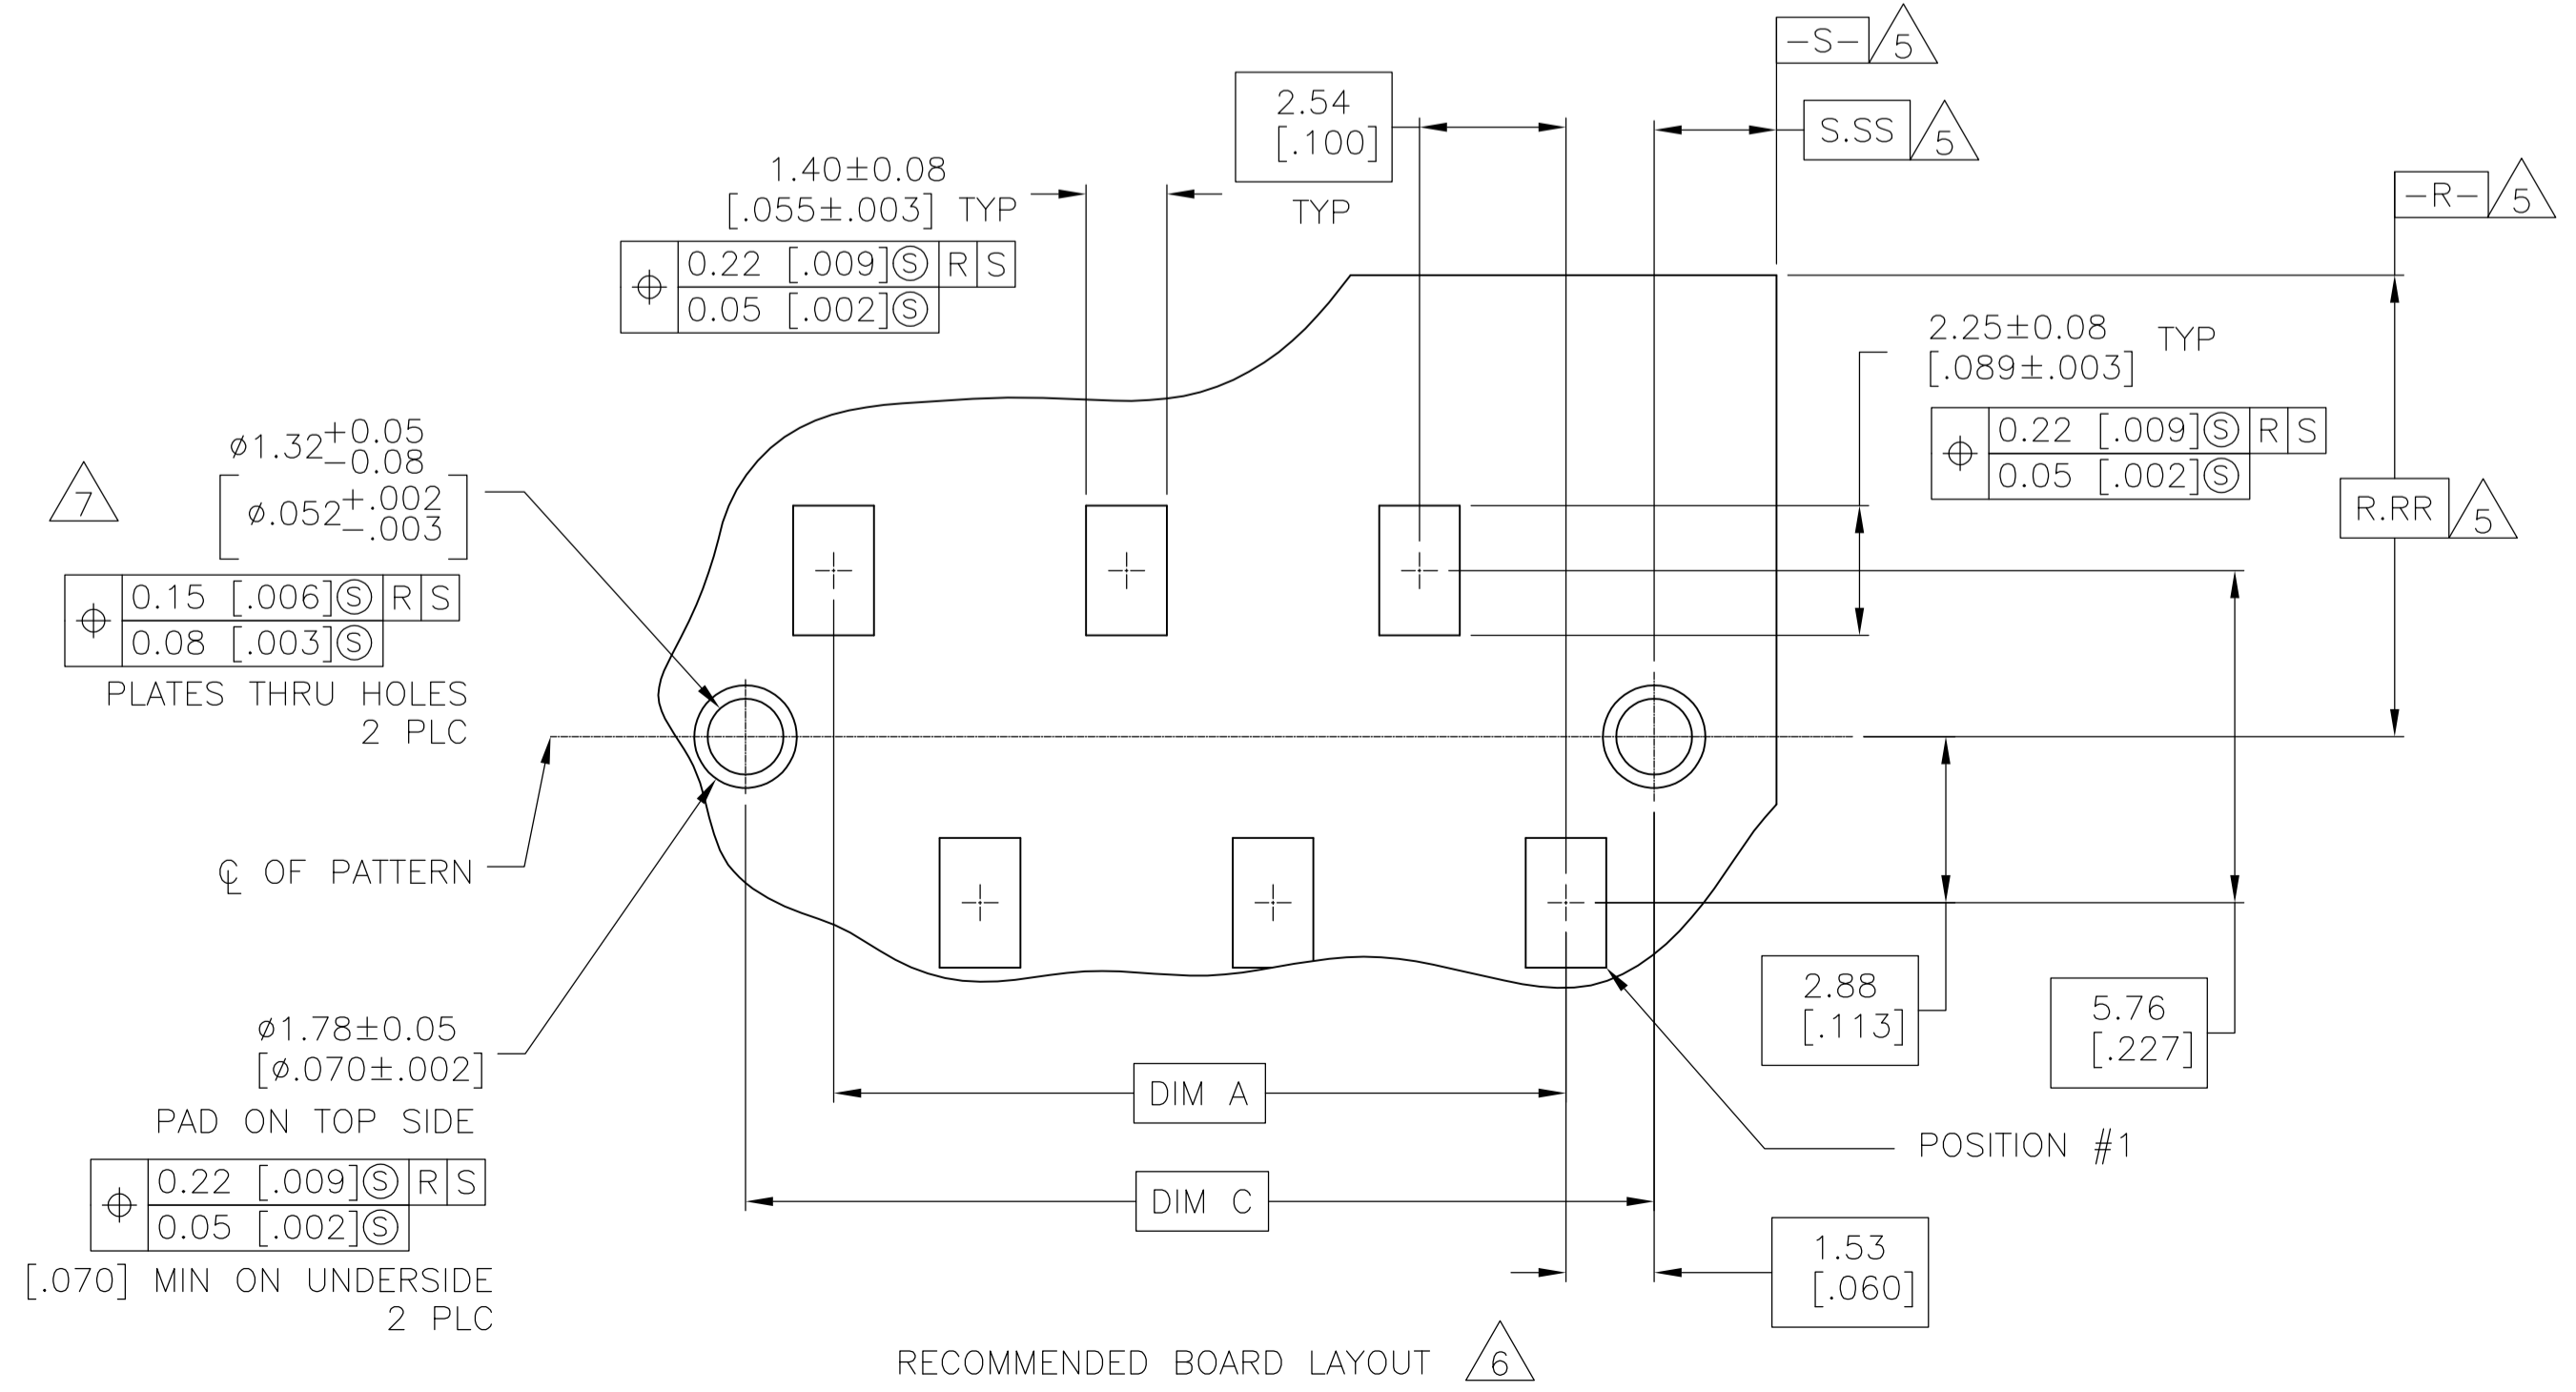 -S- 5
2.54
[.100]
TYP
S.SS 5
1.40±0.08
[.055±.003] TYP
⌖ 0.22 [.009]Ⓢ R S
0.05 [.002]Ⓢ
-R- 5
2.25±0.08 TYP
[.089±.003]
⌖ 0.22 [.009]Ⓢ R S
0.05 [.002]Ⓢ
R.RR 5
7
ø1.32+0.05
-0.08
[ø.052+.002
-.003]
⌖ 0.15 [.006]Ⓢ R S
0.08 [.003]Ⓢ
PLATES THRU HOLES
2 PLC
℄ OF PATTERN
ø1.78±0.05
[ø.070±.002]
PAD ON TOP SIDE
⌖ 0.22 [.009]Ⓢ R S
0.05 [.002]Ⓢ
[.070] MIN ON UNDERSIDE
2 PLC
2.88
[.113]
5.76
[.227]
DIM A
POSITION #1
DIM C
1.53
[.060]
RECOMMENDED BOARD LAYOUT 6